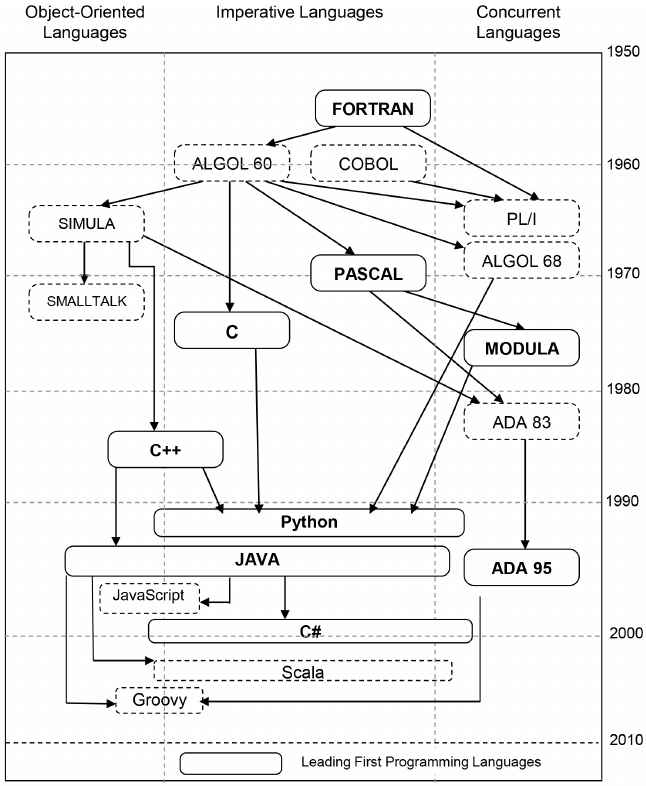 Object-Oriented
Languages
Imperative Languages
Concurrent
Languages
1950
FORTRAN
ALGOL 60
COBOL
1960
SIMULA
PL/I
ALGOL 68
PASCAL
1970
SMALLTALK
C
MODULA
1980
ADA 83
C++
1990
Python
JAVA
ADA 95
JavaScript
C#
2000
Scala
Groovy
2010
Leading First Programming Languages